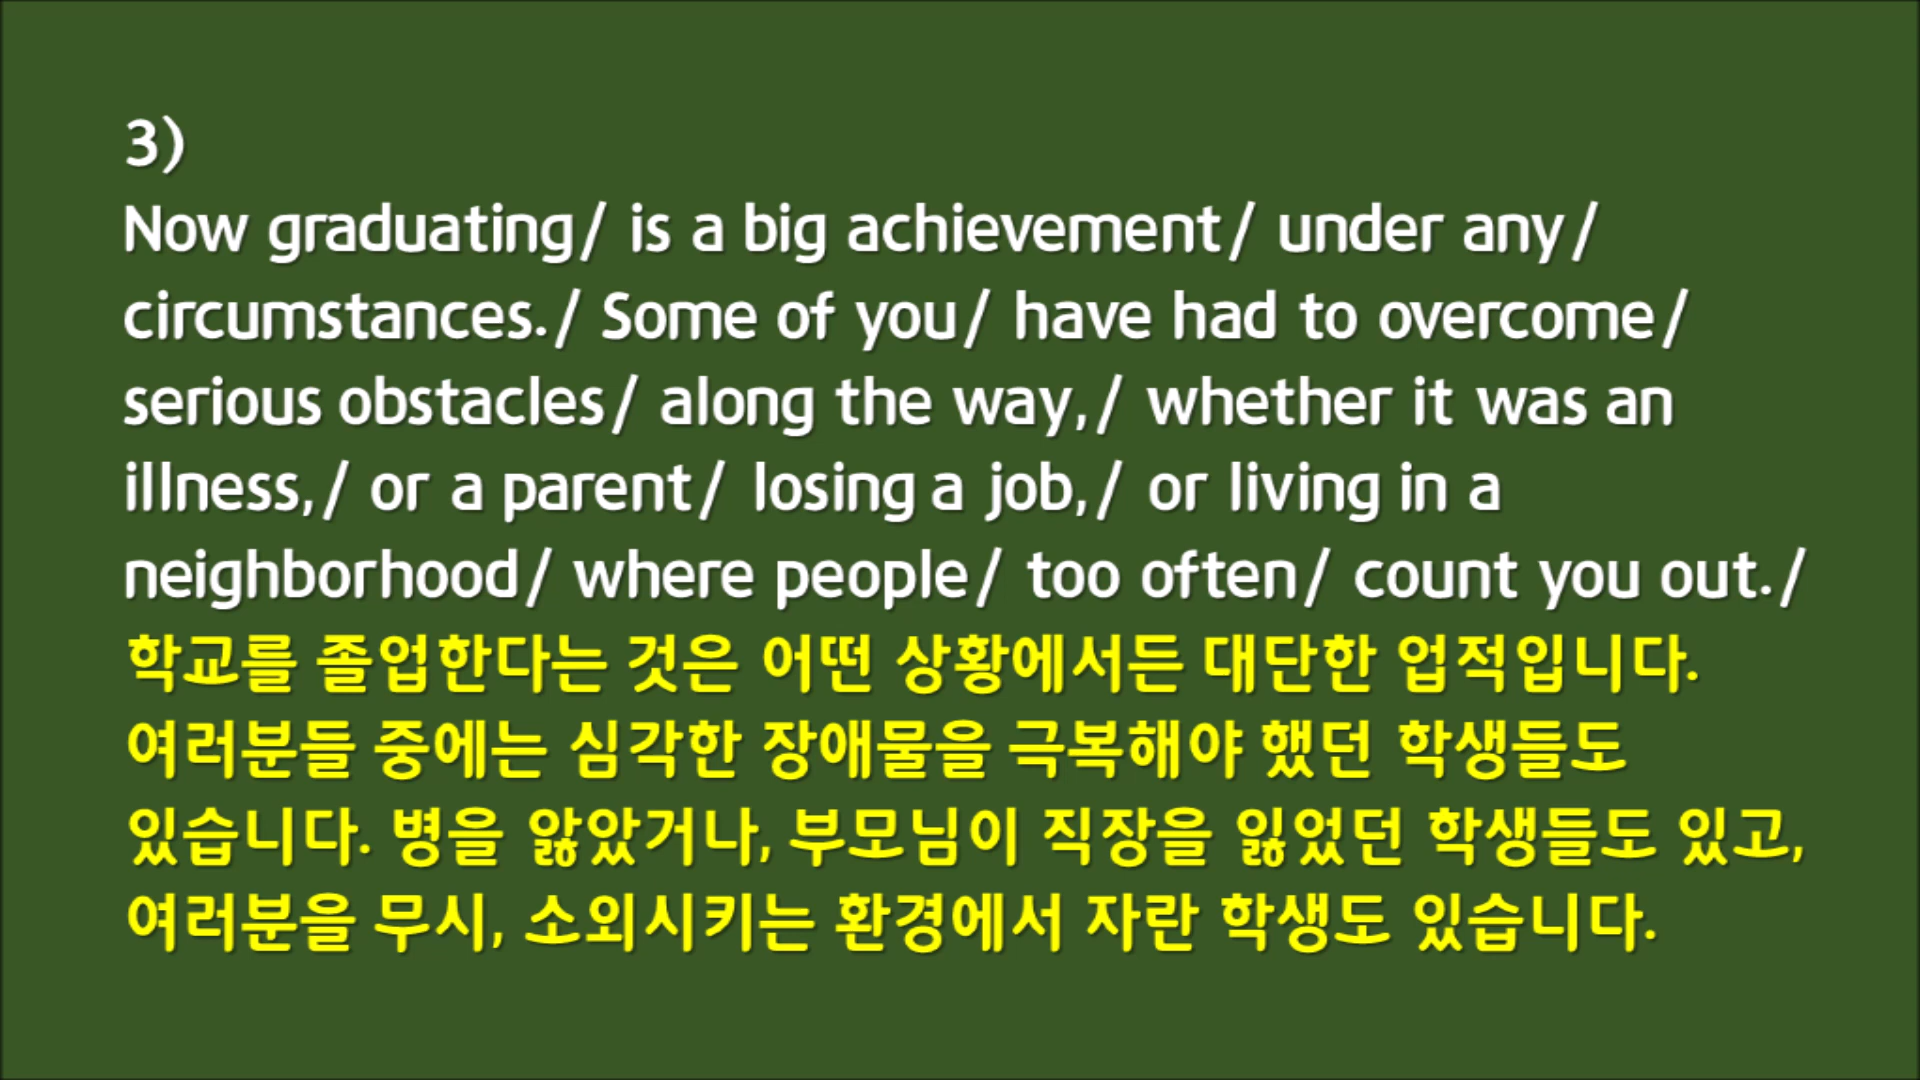 3)
Now graduating/ is a big achievement/ under any/
circumstances./ Some of you/ have had to overcome/
serious obstacles/ along the way,/ whether it was an
illness,/ or a parent/ losing a job,/ or living in a
neighborhood/ where people/ too often/ count you out./
학교를 졸업한다는 것은 어떤 상황에서든 대단한 업적입니다.
여러분들 중에는 심각한 장애물을 극복해야 했던 학생들도
있습니다. 병을 앓았거나, 부모님이 직장을 잃었던 학생들도 있고,
여러분을 무시, 소외시키는 환경에서 자란 학생도 있습니다.